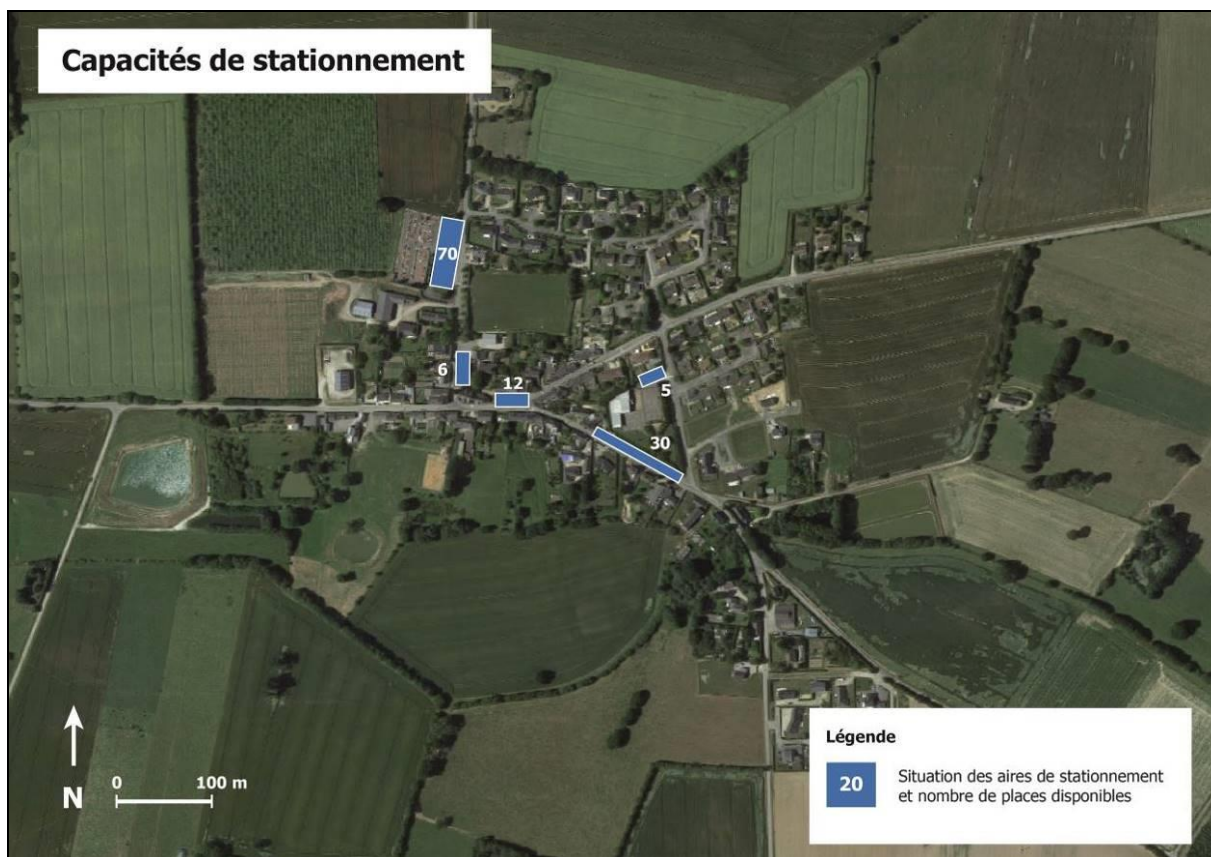 Capacités de stationnement
70
6
12
5
30
N
0 100 m
Légende
20
Situation des aires de stationnement
et nombre de places disponibles